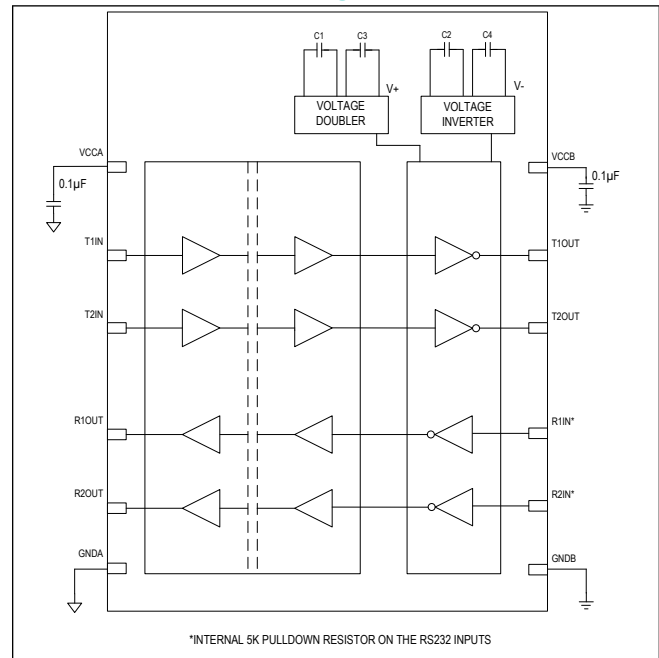 C1
C3
C2
C4
V+
V-
VOLTAGE
DOUBLER
VOLTAGE
INVERTER
VCCA
VCCB
0.1µF
0.1µF
T1IN
T1OUT
T2IN
T2OUT
R1OUT
R1IN*
R2OUT
R2IN*
GNDA
GNDB
*INTERNAL 5K PULLDOWN RESISTOR ON THE RS232 INPUTS